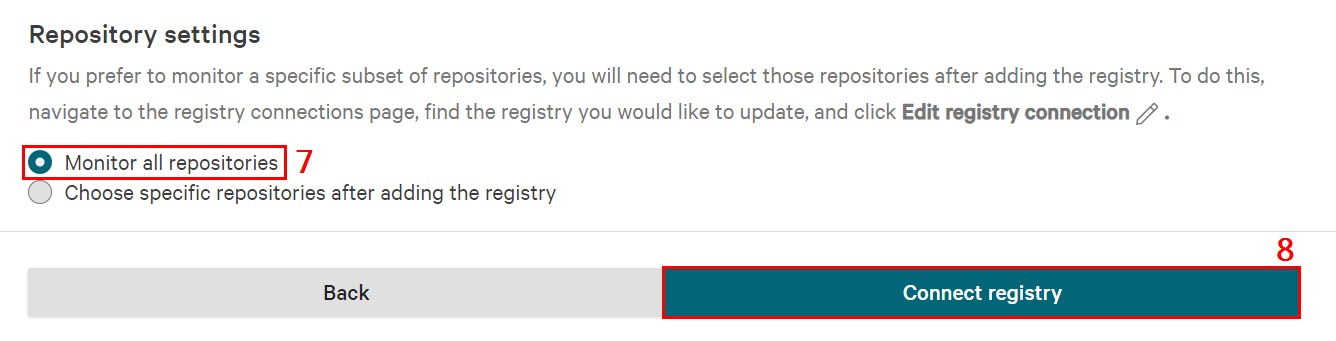 Repository settings
If you prefer to monitor a specific subset of repositories, you will need to select those repositories after adding the registry. To do this,
navigate to the registry connections page, find the registry you would like to update, and click Edit registry connection .
Monitor all repositories 7
Choose specific repositories after adding the registry
8
Back Connect registry